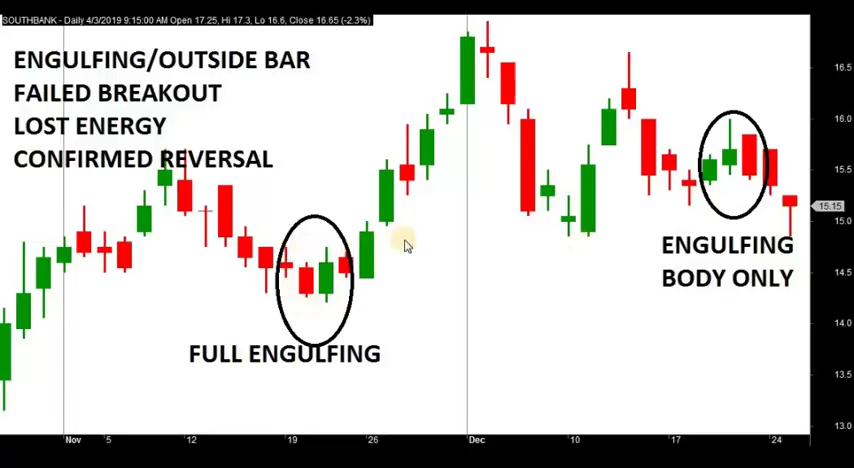 SOUTHBANK - Daily 4/3/2019 9:15:00 AM Open 17.25, Hi 17.3, Lo 16.6, Close 16.65 (-2.3%)
ENGULFING/OUTSIDE BAR
FAILED BREAKOUT
LOST ENERGY
CONFIRMED REVERSAL
16.5
16.0
15.5
15.15
15.0
ENGULFING
BODY ONLY
14.5
14.0
FULL ENGULFING
13.5
13.0
Nov 5 12 19 26 Dec 10 17 24